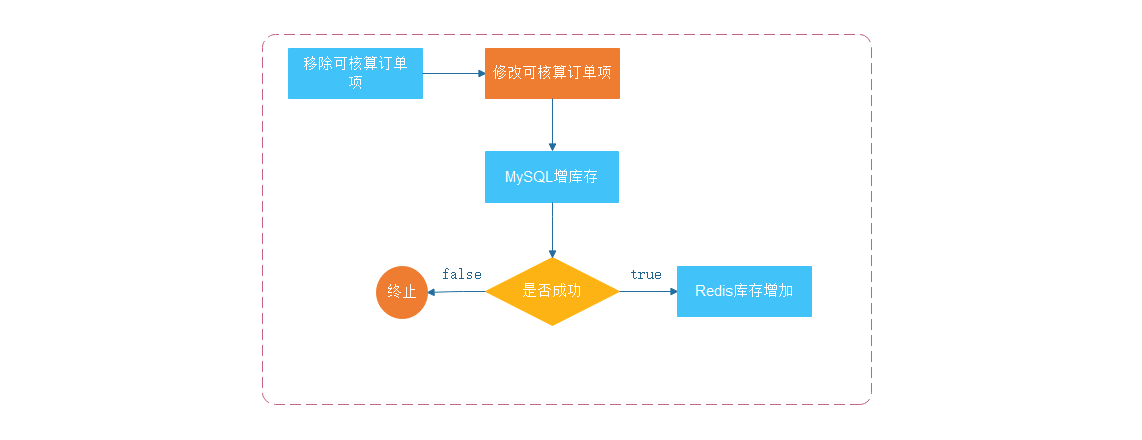 移除可核算订单
项
修改可核算订单项
MySQL增库存
false
true
终止
是否成功
Redis库存增加